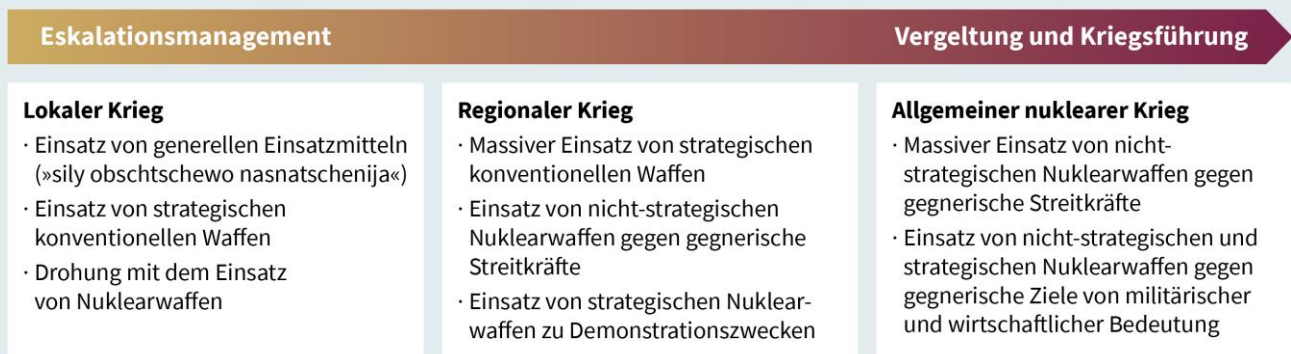 Eskalationsmanagement
Vergeltung und Kriegsführung
Lokaler Krieg
· Einsatz von generellen Einsatzmitteln
(»sily obschtschewo nasnatschenija«)
· Einsatz von strategischen
konventionellen Waffen
· Drohung mit dem Einsatz
von Nuklearwaffen
Regionaler Krieg
· Massiver Einsatz von strategischen
konventionellen Waffen
· Einsatz von nicht-strategischen
Nuklearwaffen gegen gegnerische
Streitkräfte
· Einsatz von strategischen Nuklear-
waffen zu Demonstrationszwecken
Allgemeiner nuklearer Krieg
· Massiver Einsatz von nicht-
strategischen Nuklearwaffen gegen
gegnerische Streitkräfte
· Einsatz von nicht-strategischen und
strategischen Nuklearwaffen gegen
gegnerische Ziele von militärischer
und wirtschaftlicher Bedeutung